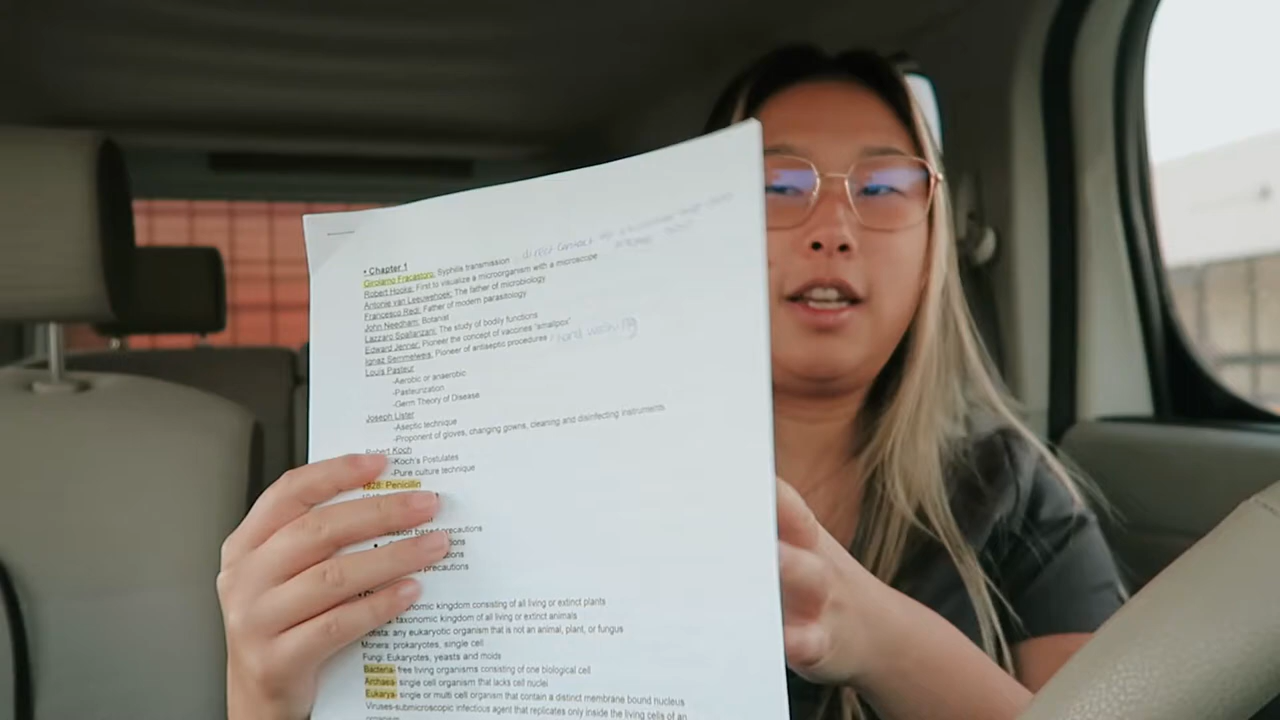 • Chapter 1
Girolamo Fracastoro: Syphilis transmission direct contact
Robert Hooke: First to visualize a microorganism with a microscope
Antonie van Leeuwehoek: The father of microbiology
Francesco Redi: Father of modern parasitology
John Needham: Botanist
Lazzaro Spallanzani: The study of bodily functions
Edward Jenner: Pioneer the concept of vaccines "smallpox"
Ignaz Semmelweis, Pioneer of antiseptic procedures hand washing
Louis Pasteur
-Aerobic or anaerobic
-Pasteurization
-Germ Theory of Disease
Joseph Lister
-Aseptic technique
-Proponent of gloves, changing gowns, cleaning and disinfecting instruments
Robert Koch
-Koch's Postulates
-Pure culture technique
1928: Penicillin
based precautions
precautions
consisting of all living or extinct plants
taxonomic kingdom of all living or extinct animals
any eukaryotic organism that is not an animal, plant, or fungus
Monera: prokaryotes, single cell
Fungi: Eukaryotes, yeasts and molds
Bacteria- free living organisms consisting of one biological cell
Archaea- single cell organism that lacks cell nuclei
Eukarya- single or multi cell organism that contain a distinct membrane bound nucleus
Viruses-submicroscopic infectious agent that replicates only inside the living cells of an
organism